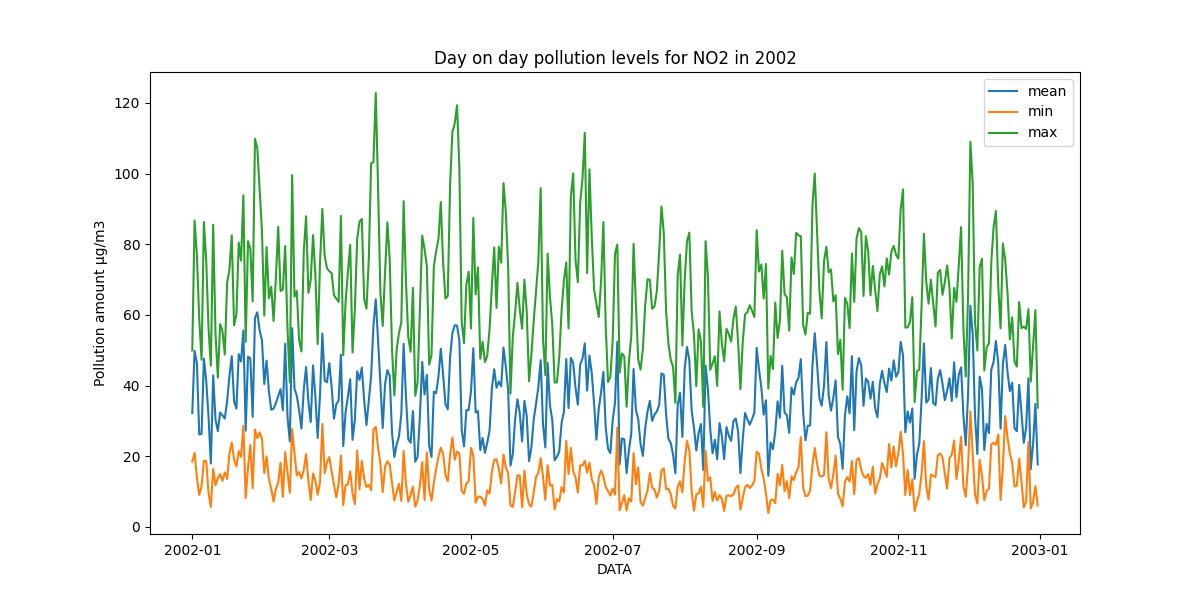 Day on day pollution levels for NO2 in 2002
mean
min
max
Pollution amount µg/m3
120
100
80
60
40
20
0
2002-01 2002-03 2002-05 2002-07 2002-09 2002-11 2003-01
DATA